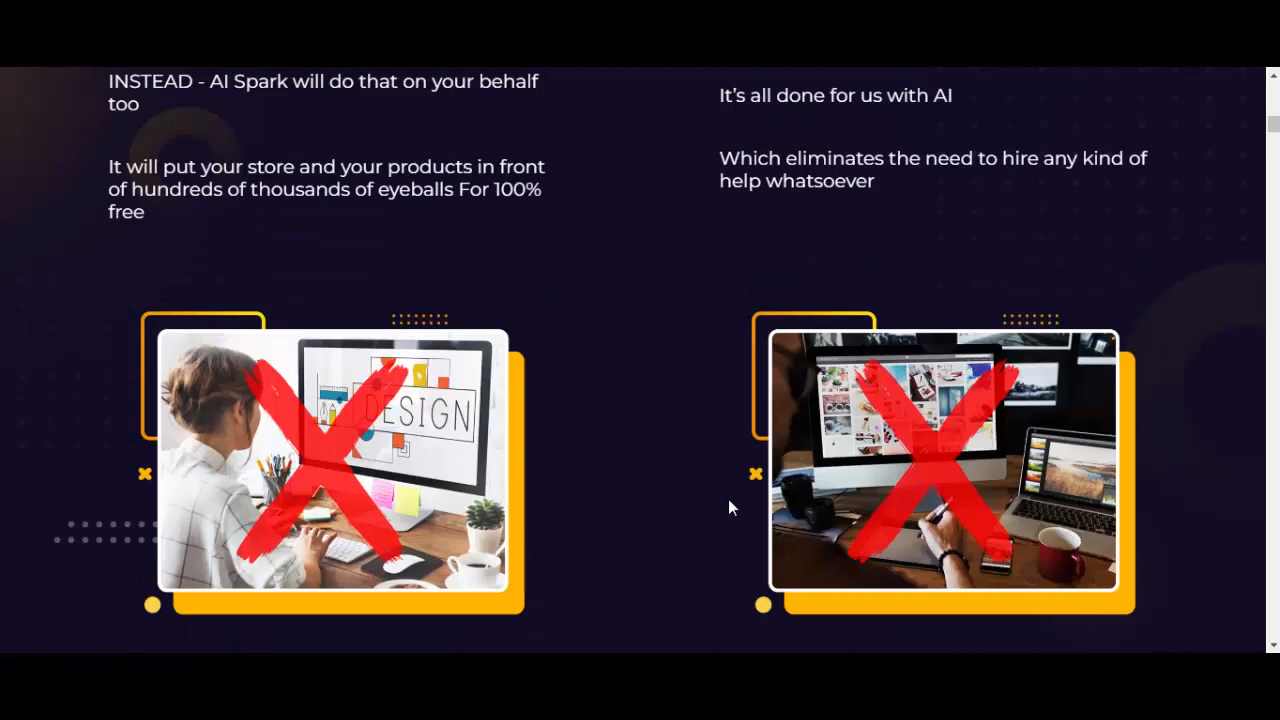 INSTEAD - AI Spark will do that on your behalf
too
It will put your store and your products in front
of hundreds of thousands of eyeballs For 100%
free
It’s all done for us with AI
Which eliminates the need to hire any kind of
help whatsoever
DESIGN